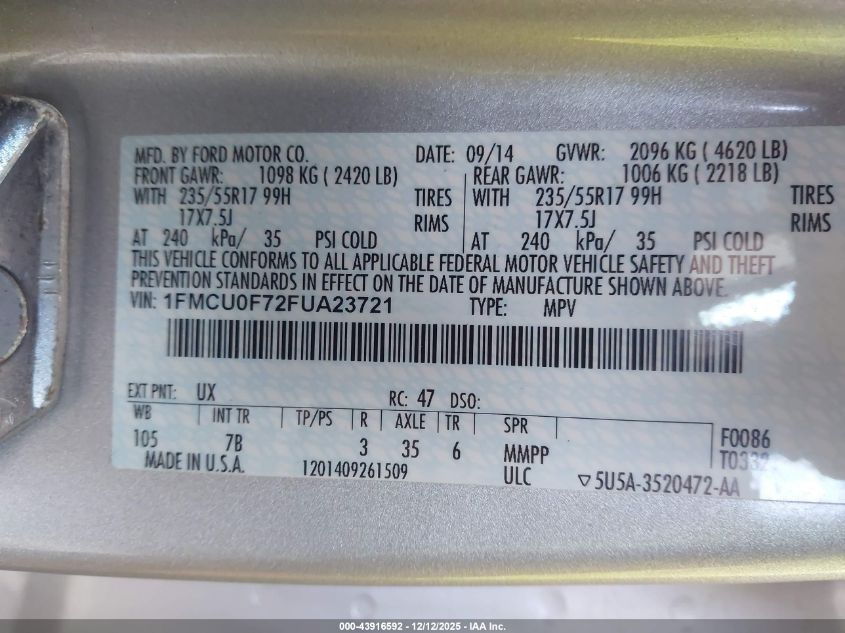 MFD. BY FORD MOTOR CO. DATE: 09/14 GVWR: 2096 KG ( 4620 LB)
FRONT GAWR: 1098 KG ( 2420 LB) REAR GAWR: 1006 KG ( 2218 LB)
WITH 235/55R17 99H TIRES WITH 235/55R17 99H TIRES
17X7.5J RIMS 17X7.5J RIMS
AT 240 kPa/ 35 PSI COLD AT 240 kPa/ 35 PSI COLD
THIS VEHICLE CONFORMS TO ALL APPLICABLE FEDERAL MOTOR VEHICLE SAFETY AND THEFT
PREVENTION STANDARDS IN EFFECT ON THE DATE OF MANUFACTURE SHOWN ABOVE.
VIN: 1FMCU0F72FUA23721 TYPE: MPV
EXT PNT: UX RC: 47 DSO:
WB INT TR TP/PS R AXLE TR SPR
105 7B 3 35 6 MMPP F0086
MADE IN U.S.A. 1201409261509 ULC
▽5U5A-3520472-AA
000-43916592 - 12/12/2025 - IAA Inc.